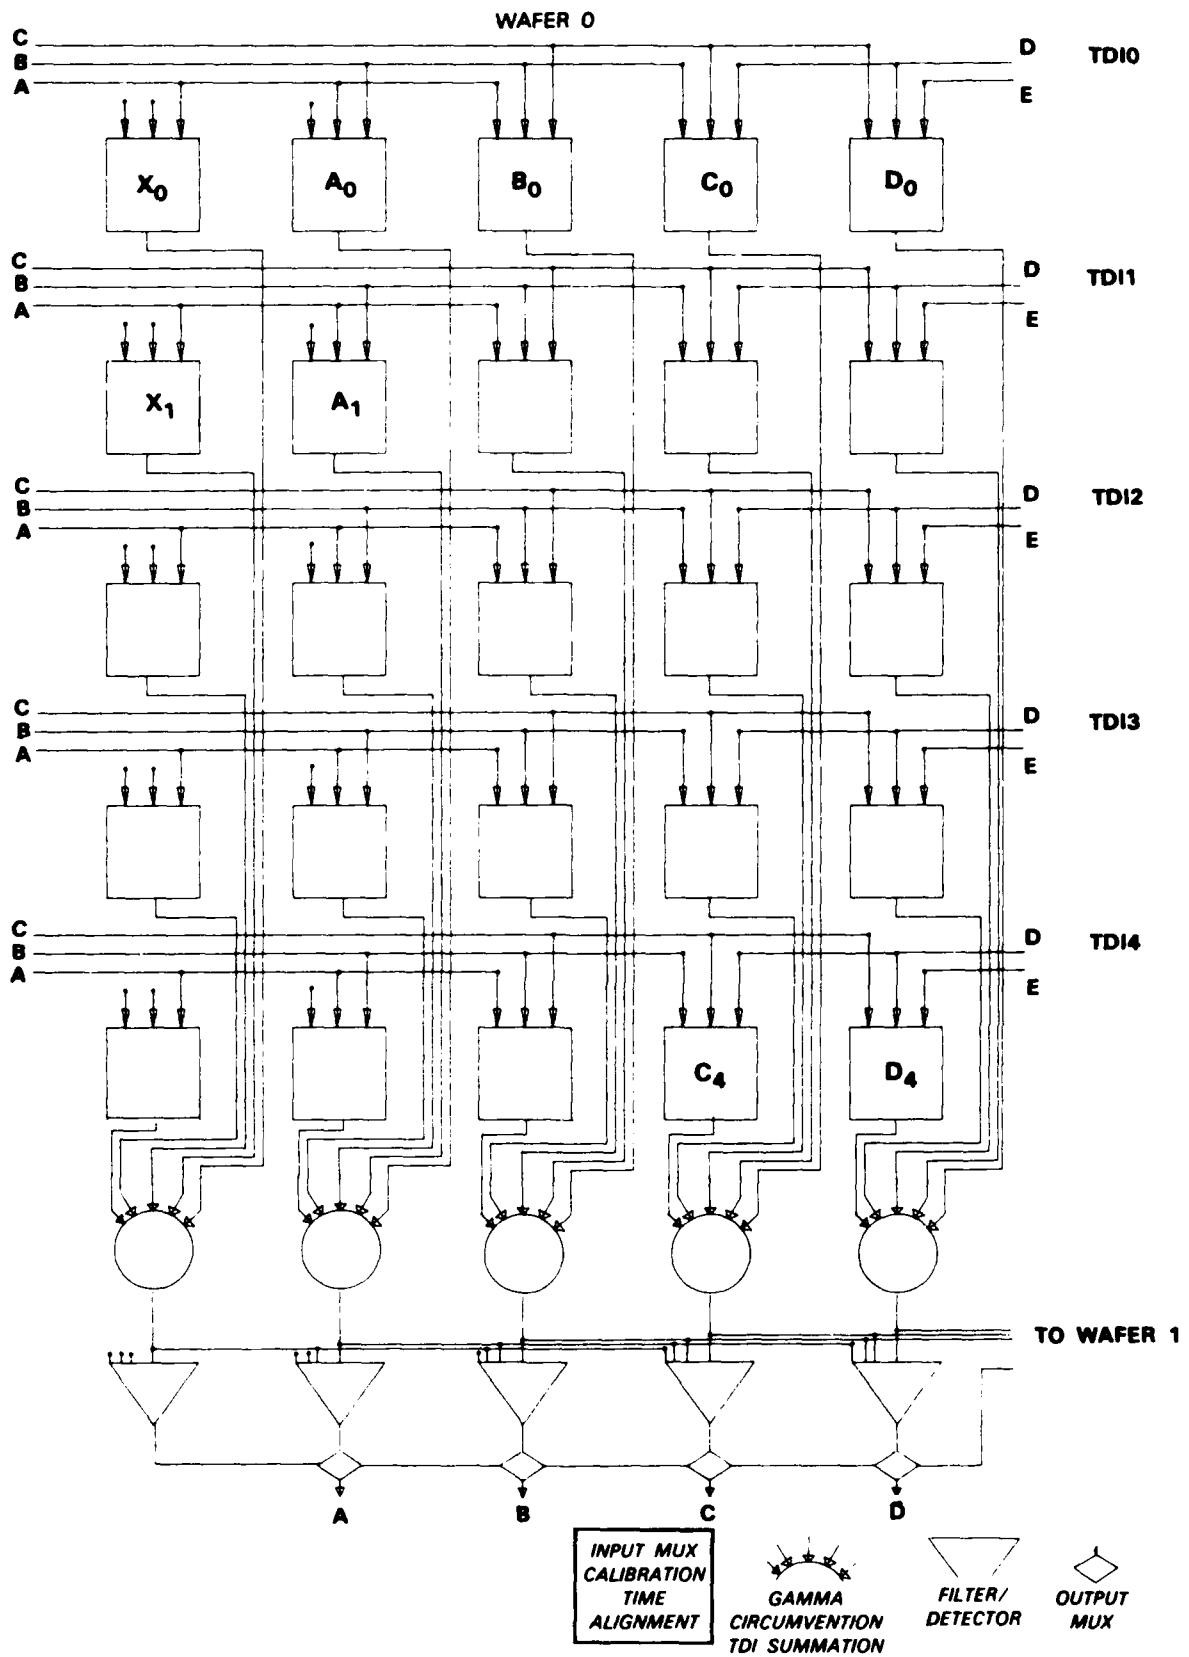 WAFER 0
C
B
A
D
E
TDI0
X0
A0
B0
C0
D0
C
B
A
D
E
TDI1
X1
A1
C
B
A
D
E
TDI2
C
B
A
D
E
TDI3
C
B
A
D
E
TDI4
C4
D4
TO WAFER 1
A
B
C
D
INPUT MUX
CALIBRATION
TIME
ALIGNMENT
GAMMA
CIRCUMVENTION
TDI SUMMATION
FILTER/
DETECTOR
OUTPUT
MUX